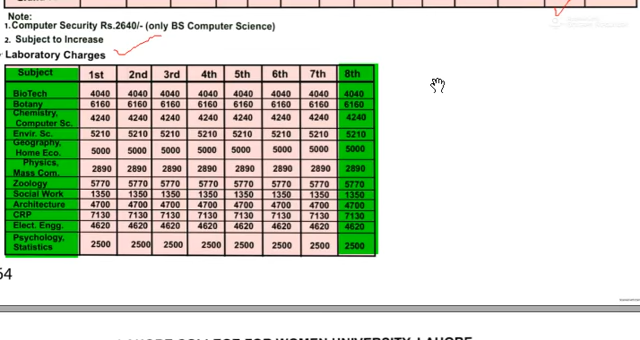 Note:
1. Computer Security Rs.2640/- (only BS Computer Science)
2. Subject to Increase
Laboratory Charges
Subject 1st 2nd 3rd 4th 5th 6th 7th 8th
BioTech 4040 4040 4040 4040 4040 4040 4040 4040
Botany 6160 6160 6160 6160 6160 6160 6160 6160
Chemistry, Computer Sc. 4240 4240 4240 4240 4240 4240 4240 4240
Envir. Sc. 5210 5210 5210 5210 5210 5210 5210 5210
Geography, Home Eco. 5000 5000 5000 5000 5000 5000 5000 5000
Physics, Mass Com. 2890 2890 2890 2890 2890 2890 2890 2890
Zoology 5770 5770 5770 5770 5770 5770 5770 5770
Social Work 1350 1350 1350 1350 1350 1350 1350 1350
Architecture 4700 4700 4700 4700 4700 4700 4700 4700
CRP 7130 7130 7130 7130 7130 7130 7130 7130
Elect. Engg. 4620 4620 4620 4620 4620 4620 4620 4620
Psychology, Statistics 2500 2500 2500 2500 2500 2500 2500 2500
54
LAHORE COLLEGE FOR WOMEN UNIVERSITY, LAHORE